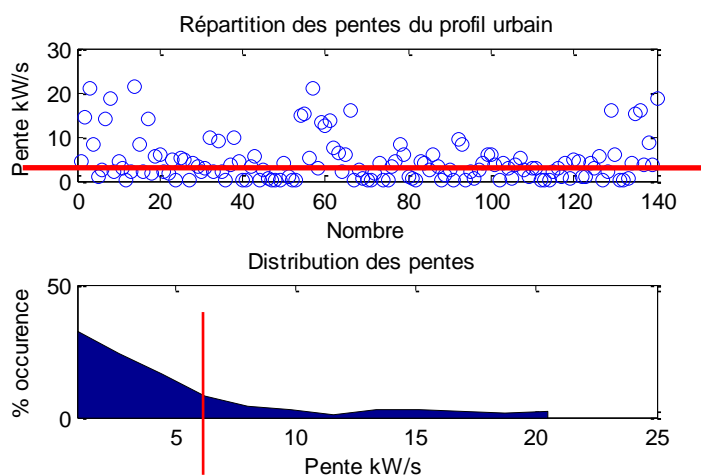 Répartition des pentes du profil urbain
Pente kW/s
30
20
10
0
0 20 40 60 80 100 120 140
Nombre
Distribution des pentes
% occurence
50
0
5 10 15 20 25
Pente kW/s